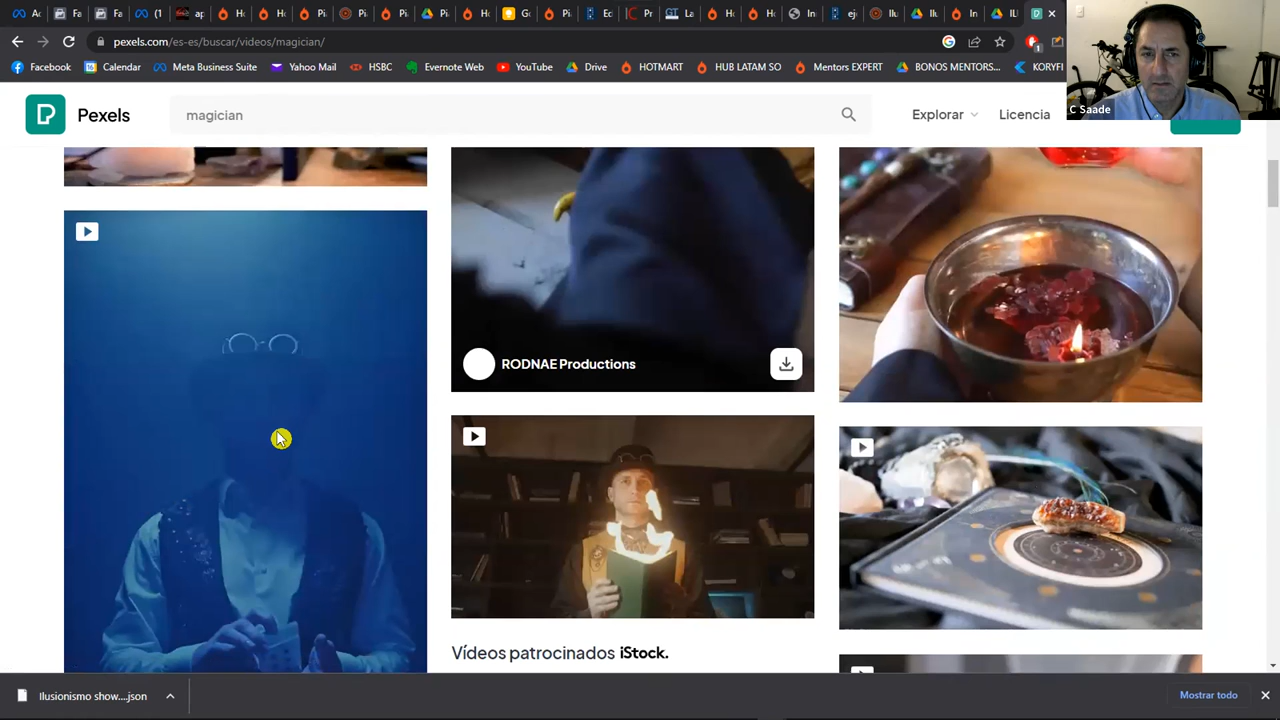 pexels.com/es-es/buscar/videos/magician/
Facebook
Calendar
Meta Business Suite
Yahoo Mail
HSBC
Evernote Web
YouTube
Drive
HOTMART
HUB LATAM SO
Mentors EXPERT
BONOS MENTORS...
KORYFI
C Saade
Pexels
magician
Explorar
Licencia
RODNAE Productions
Vídeos patrocinados iStock.
Ilusionismo show....json
Mostrar todo